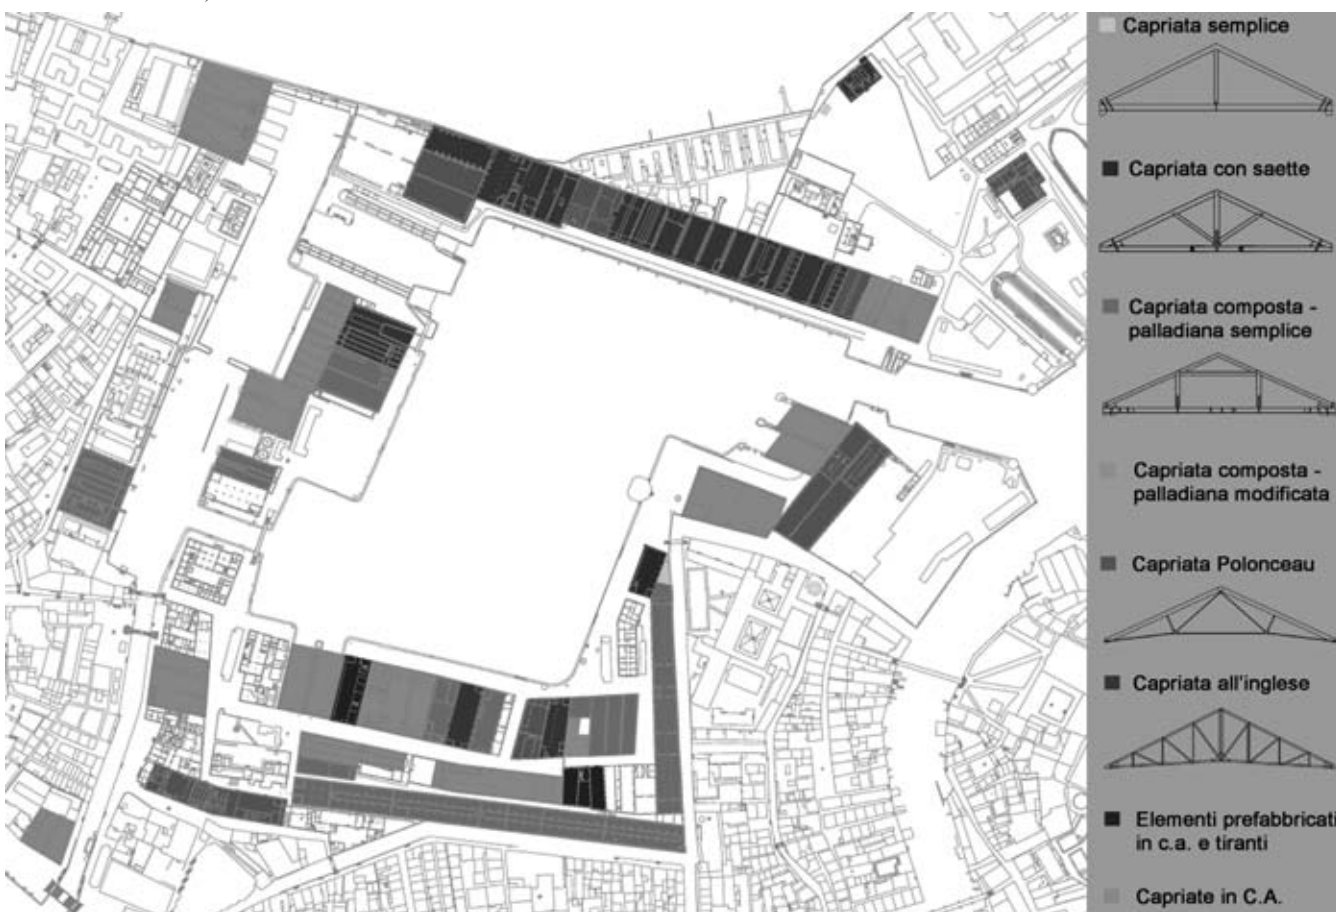 Capriata semplice
Capriata con saette
Capriata composta -
palladiana semplice
Capriata composta -
palladiana modificata
Capriata Polonceau
Capriata all'inglese
Elementi prefabbricati
in c.a. e tiranti
Capriate in C.A.